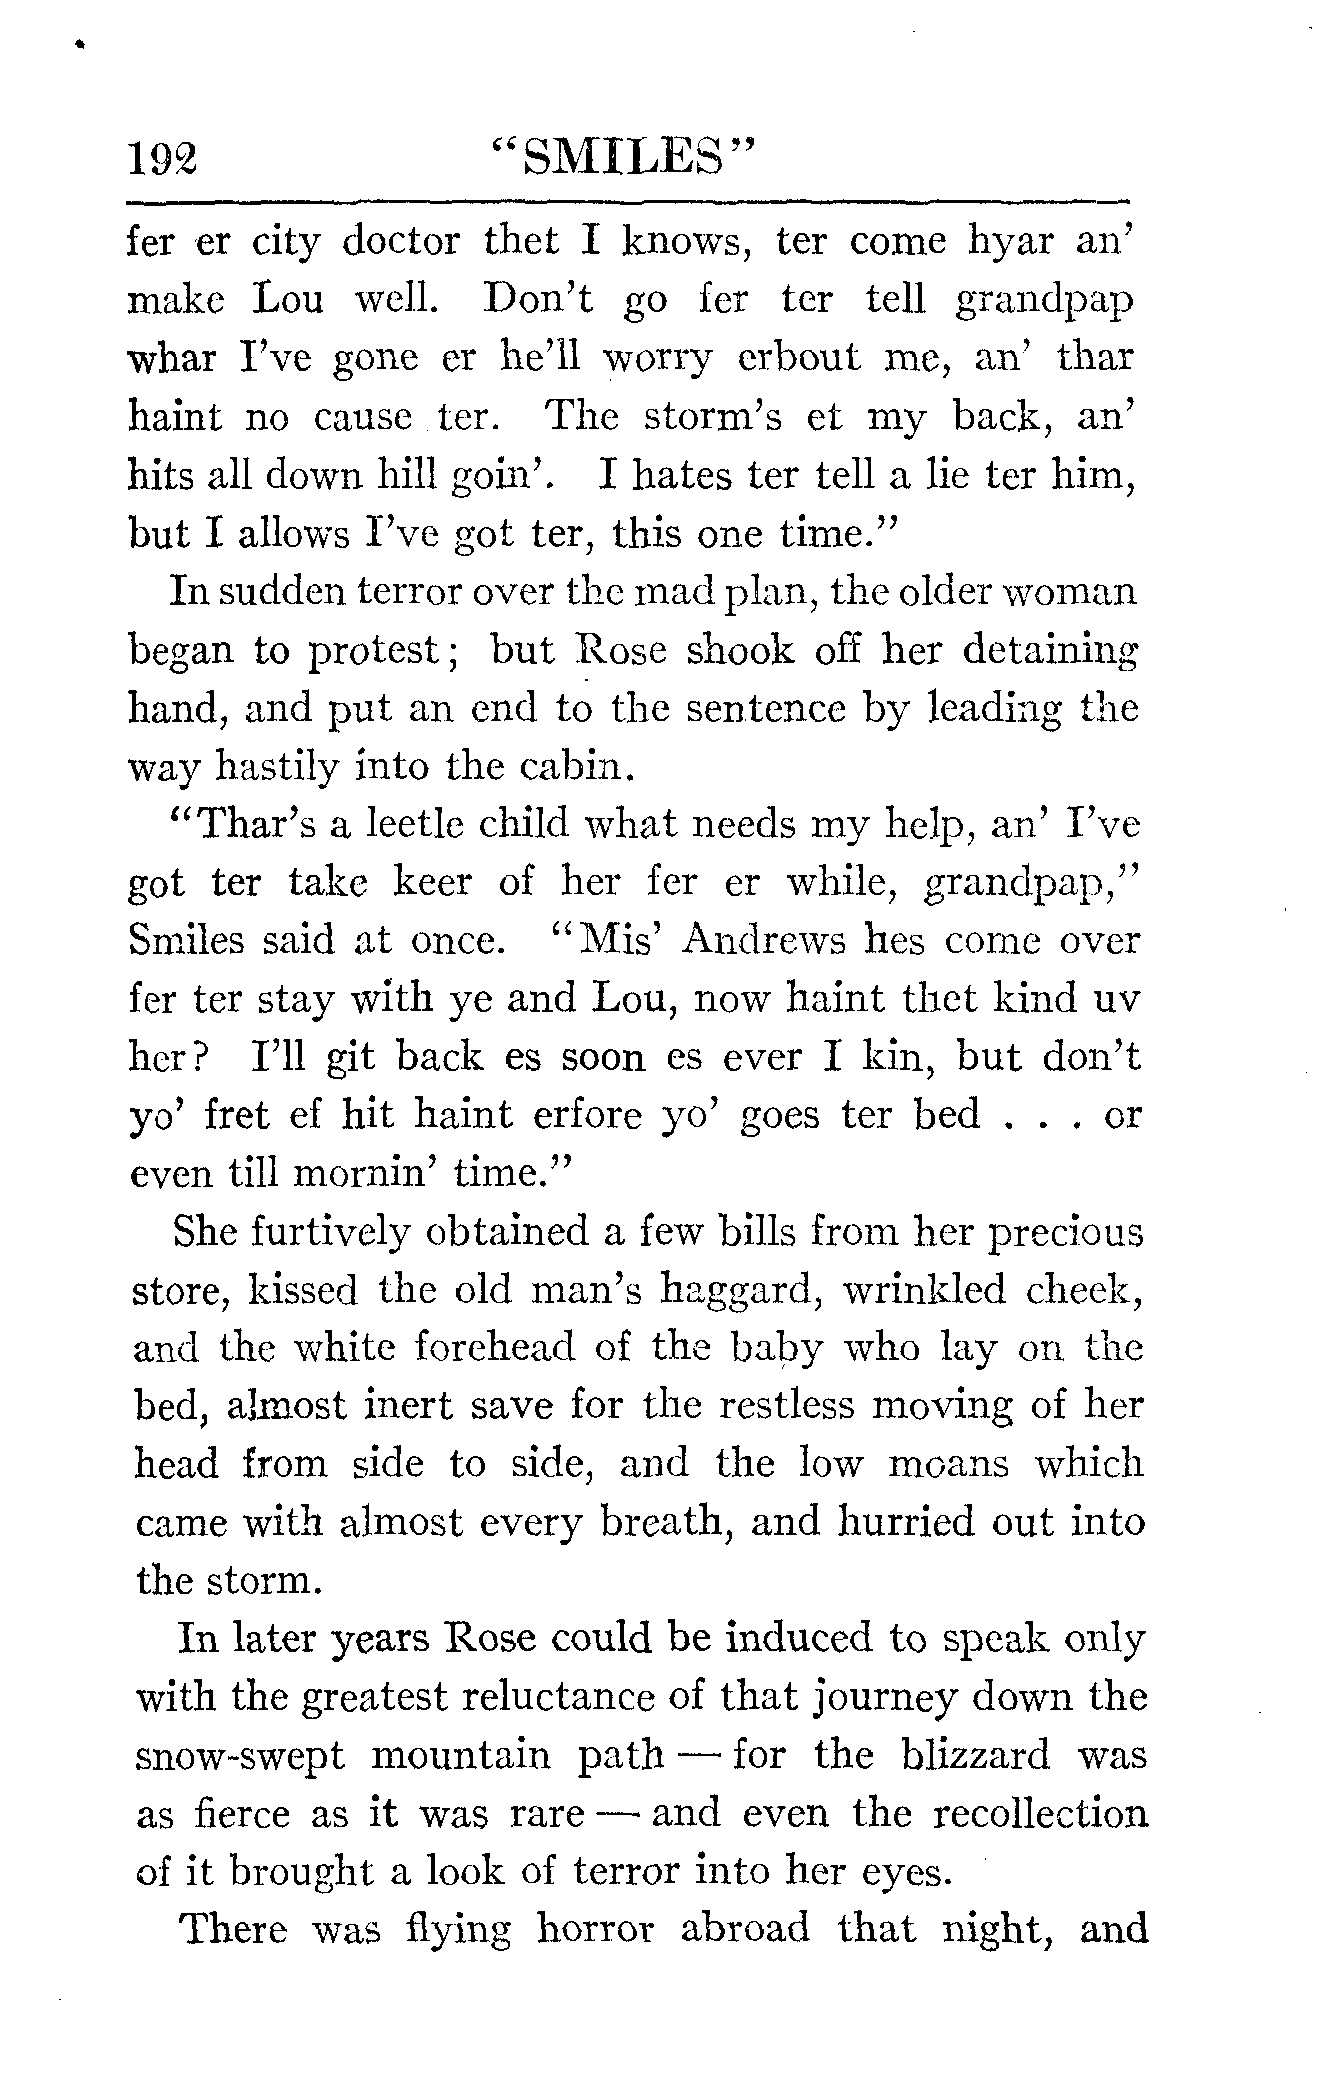 192 "SMILES"
fer er city doctor thet I knows, ter come hyar an'
make Lou well. Don't go fer ter tell grandpap
whar I've gone er he'll worry erbout me, an' thar
haint no cause ter. The storm's et my back, an'
hits all down hill goin'. I hates ter tell a lie ter him,
but I allows I've got ter, this one time."
In sudden terror over the mad plan, the older woman
began to protest; but Rose shook off her detaining
hand, and put an end to the sentence by leading the
way hastily into the cabin.
"Thar's a leetle child what needs my help, an' I've
got ter take keer of her fer er while, grandpap,"
Smiles said at once. "Mis' Andrews hes come over
fer ter stay with ye and Lou, now haint thet kind uv
her? I'll git back es soon es ever I kin, but don't
yo' fret ef hit haint erfore yo' goes ter bed . . . or
even till mornin' time."
She furtively obtained a few bills from her precious
store, kissed the old man's haggard, wrinkled cheek,
and the white forehead of the baby who lay on the
bed, almost inert save for the restless moving of her
head from side to side, and the low moans which
came with almost every breath, and hurried out into
the storm.
In later years Rose could be induced to speak only
with the greatest reluctance of that journey down the
snow-swept mountain path — for the blizzard was
as fierce as it was rare — and even the recollection
of it brought a look of terror into her eyes.
There was flying horror abroad that night, and